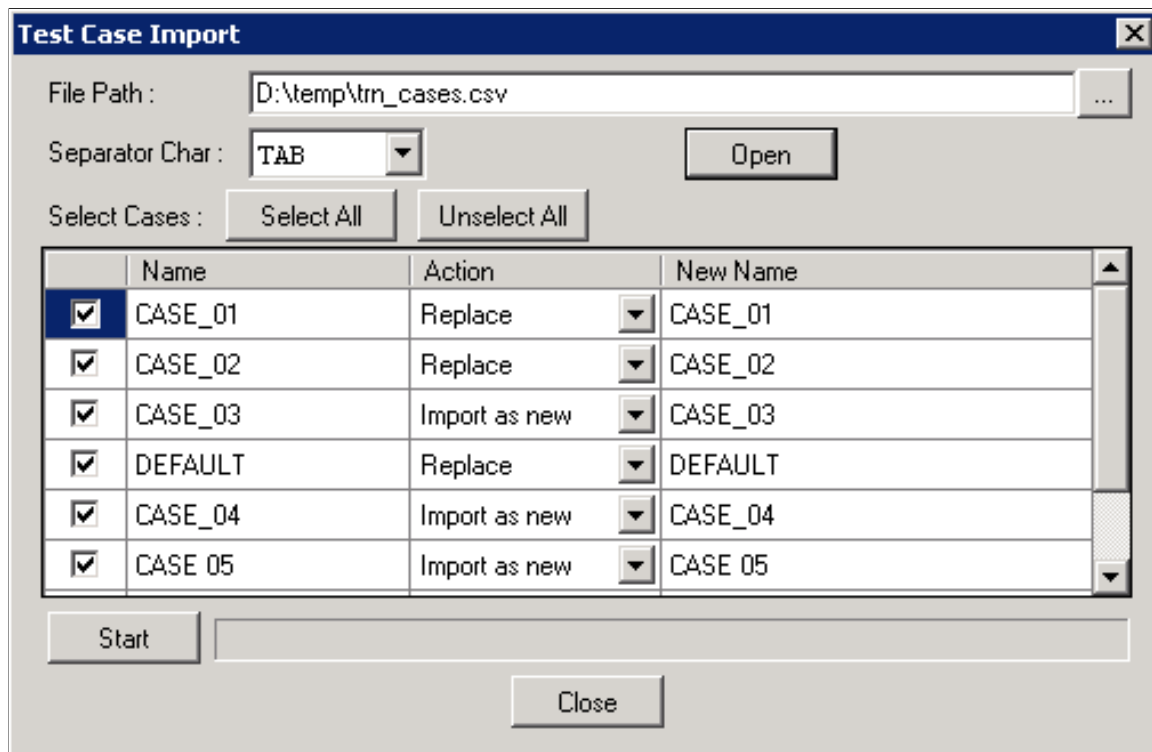 Test Case Import
File Path : D:\temp\trn_cases.csv ...
Separator Char : TAB Open
Select Cases : Select All Unselect All
Name Action New Name
CASE_01 Replace CASE_01
CASE_02 Replace CASE_02
CASE_03 Import as new CASE_03
DEFAULT Replace DEFAULT
CASE_04 Import as new CASE_04
CASE 05 Import as new CASE 05
Start
Close